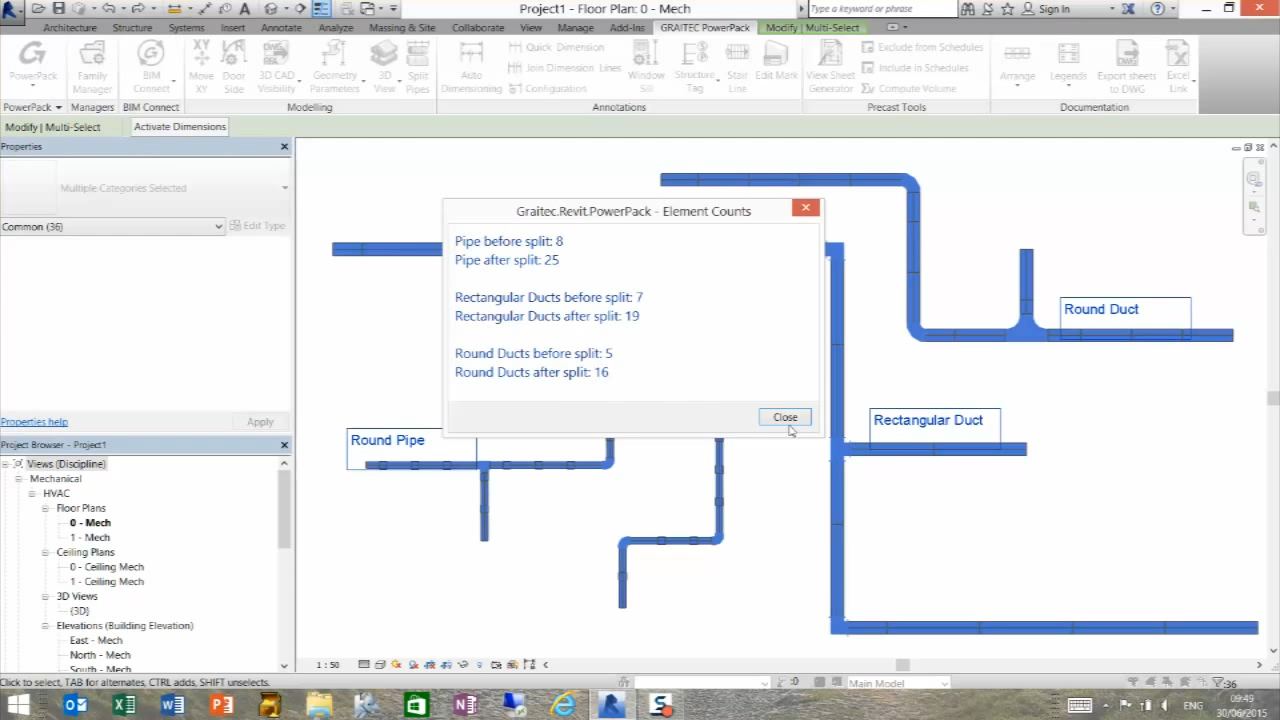 Project1 - Floor Plan: 0 - Mech
Type a keyword or phrase
Sign In
Architecture Structure Systems Insert Annotate Analyze Massing & Site Collaborate View Manage Add-Ins GRAITEC PowerPack Modify | Multi-Select
PowerPack
Family Manager
BIM Connect
Move XY
Door Side
3D CAD Visibility
Geometry Parameters
3D View
Split Pipes
Auto Dimensioning
Quick Dimension
Join Dimension Lines
Configuration
Window Sill
Structure Tag
Stair Line
Edit Mark
View Sheet Generator
Exclude from Schedules
Include in Schedules
Compute Volume
Arrange
Legends
Export sheets to DWG
Excel Link
PowerPack Managers BIM Connect Modelling Annotations Precast Tools Documentation
Modify | Multi-Select
Activate Dimensions
Properties
Multiple Categories Selected
Common (36)
Edit Type
Properties help
Apply
Project Browser - Project1
Views (Discipline)
Mechanical
HVAC
Floor Plans
0 - Mech
1 - Mech
Ceiling Plans
0 - Ceiling Mech
1 - Ceiling Mech
3D Views
{3D}
Elevations (Building Elevation)
East - Mech
North - Mech
South - Mech
Graitec.Revit.PowerPack - Element Counts
Pipe before split: 8
Pipe after split: 25
Rectangular Ducts before split: 7
Rectangular Ducts after split: 19
Round Ducts before split: 5
Round Ducts after split: 16
Close
Round Duct
Rectangular Duct
Round Pipe
1 : 50
Click to select, TAB for alternates, CTRL adds, SHIFT unselects.
:0
Main Model
:36
ENG
09:49
30/06/2015